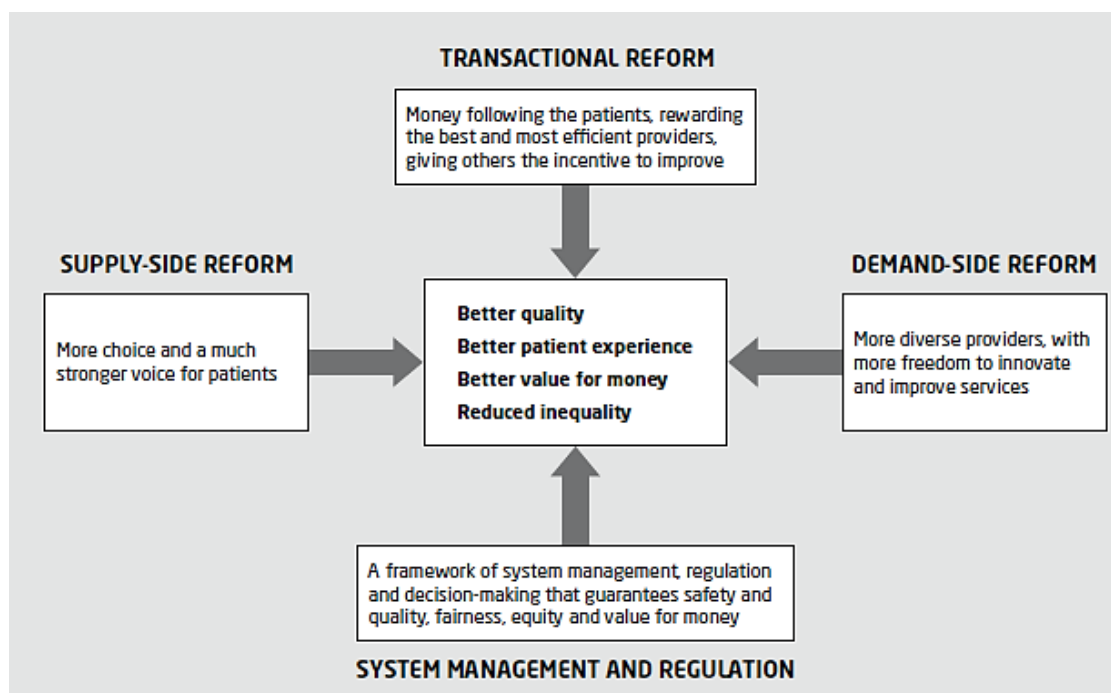 TRANSACTIONAL REFORM
Money following the patients, rewarding
the best and most efficient providers,
giving others the incentive to improve
SUPPLY-SIDE REFORM
More choice and a much
stronger voice for patients
Better quality
Better patient experience
Better value for money
Reduced inequality
DEMAND-SIDE REFORM
More diverse providers, with
more freedom to innovate
and improve services
A framework of system management, regulation
and decision-making that guarantees safety and
quality, fairness, equity and value for money
SYSTEM MANAGEMENT AND REGULATION